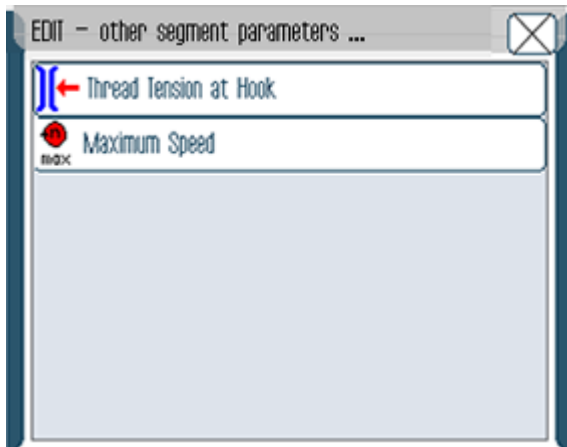 EDIT - other segment parameters ...
Thread Tension at Hook
n
max
Maximum Speed